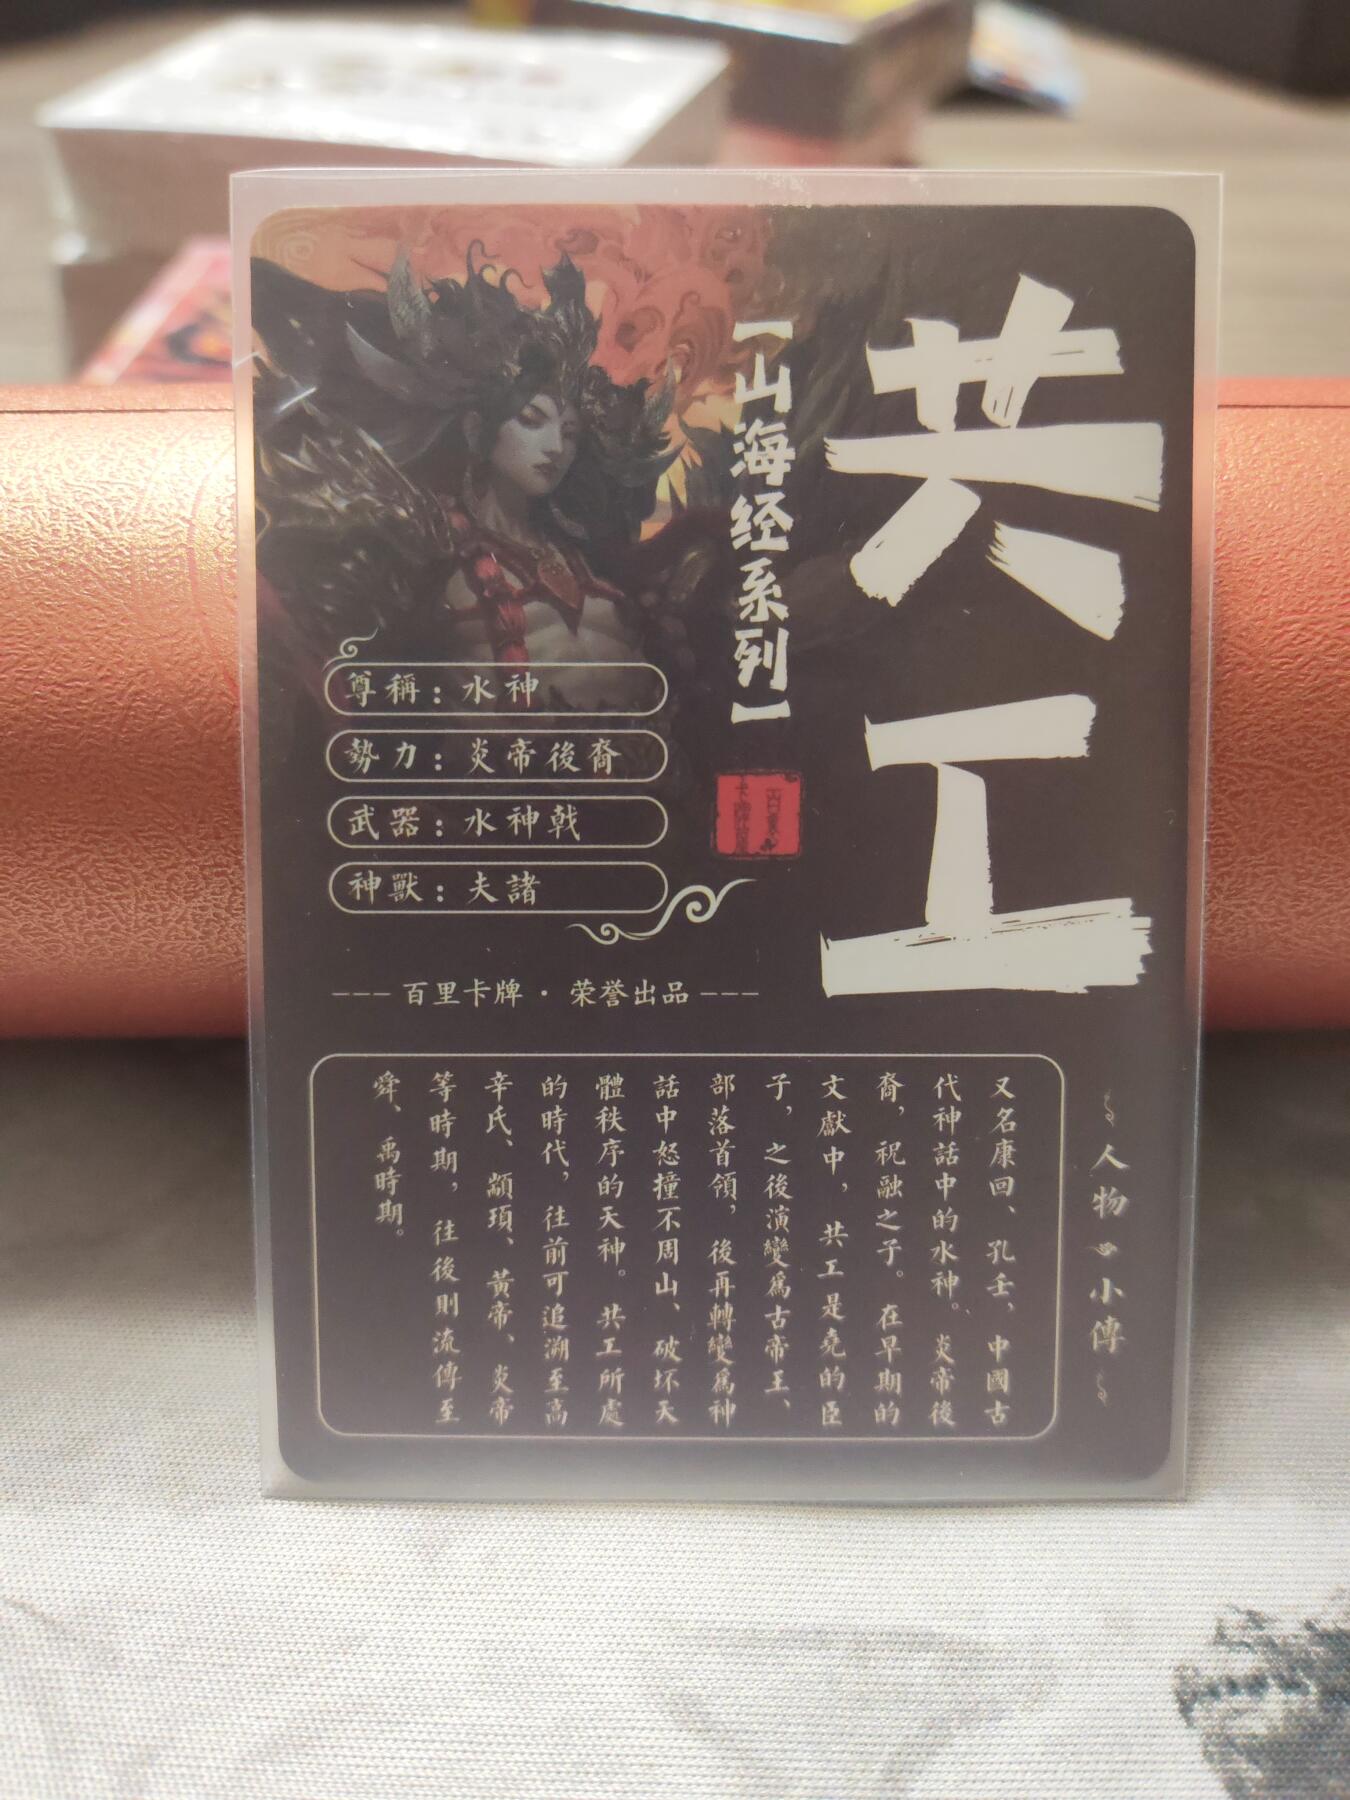 共工
【山海经系列】
尊稱：水神
勢力：炎帝後裔
武器：水神戟
神獸：夫諸
--- 百里卡牌 · 荣誉出品 ---
人物小傳
又名康回、孔壬，中國古
代神話中的水神。炎帝後
裔，祝融之子。在早期的
文獻中，共工是堯的臣
子，之後演變爲古帝王、
部落首領，後再轉變爲神
話中怒撞不周山、破坏天
體秩序的天神。共工所處
的時代，往前可追溯至高
辛氏、顓頊、黃帝、炎帝
等時期，往後則流傳至
舜、禹時期。